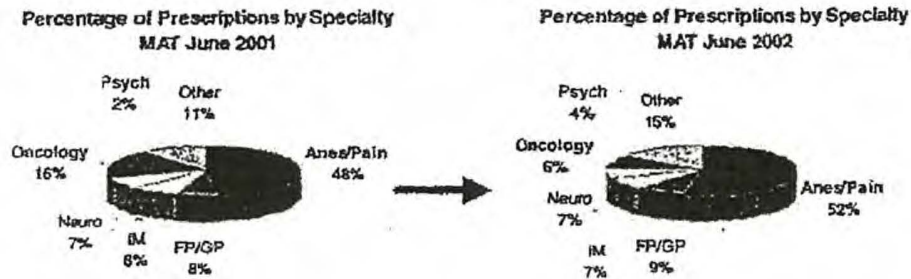 Percentage of Prescriptions by Specialty
MAT June 2001
Psych
2%
Other
11%
Oncology
16%
Anes/Pain
48%
Neuro
7%
IM
8%
FP/GP
8%
Percentage of Prescriptions by Specialty
MAT June 2002
Psych
4%
Other
15%
Oncology
6%
Anes/Pain
52%
Neuro
7%
IM
7%
FP/GP
9%